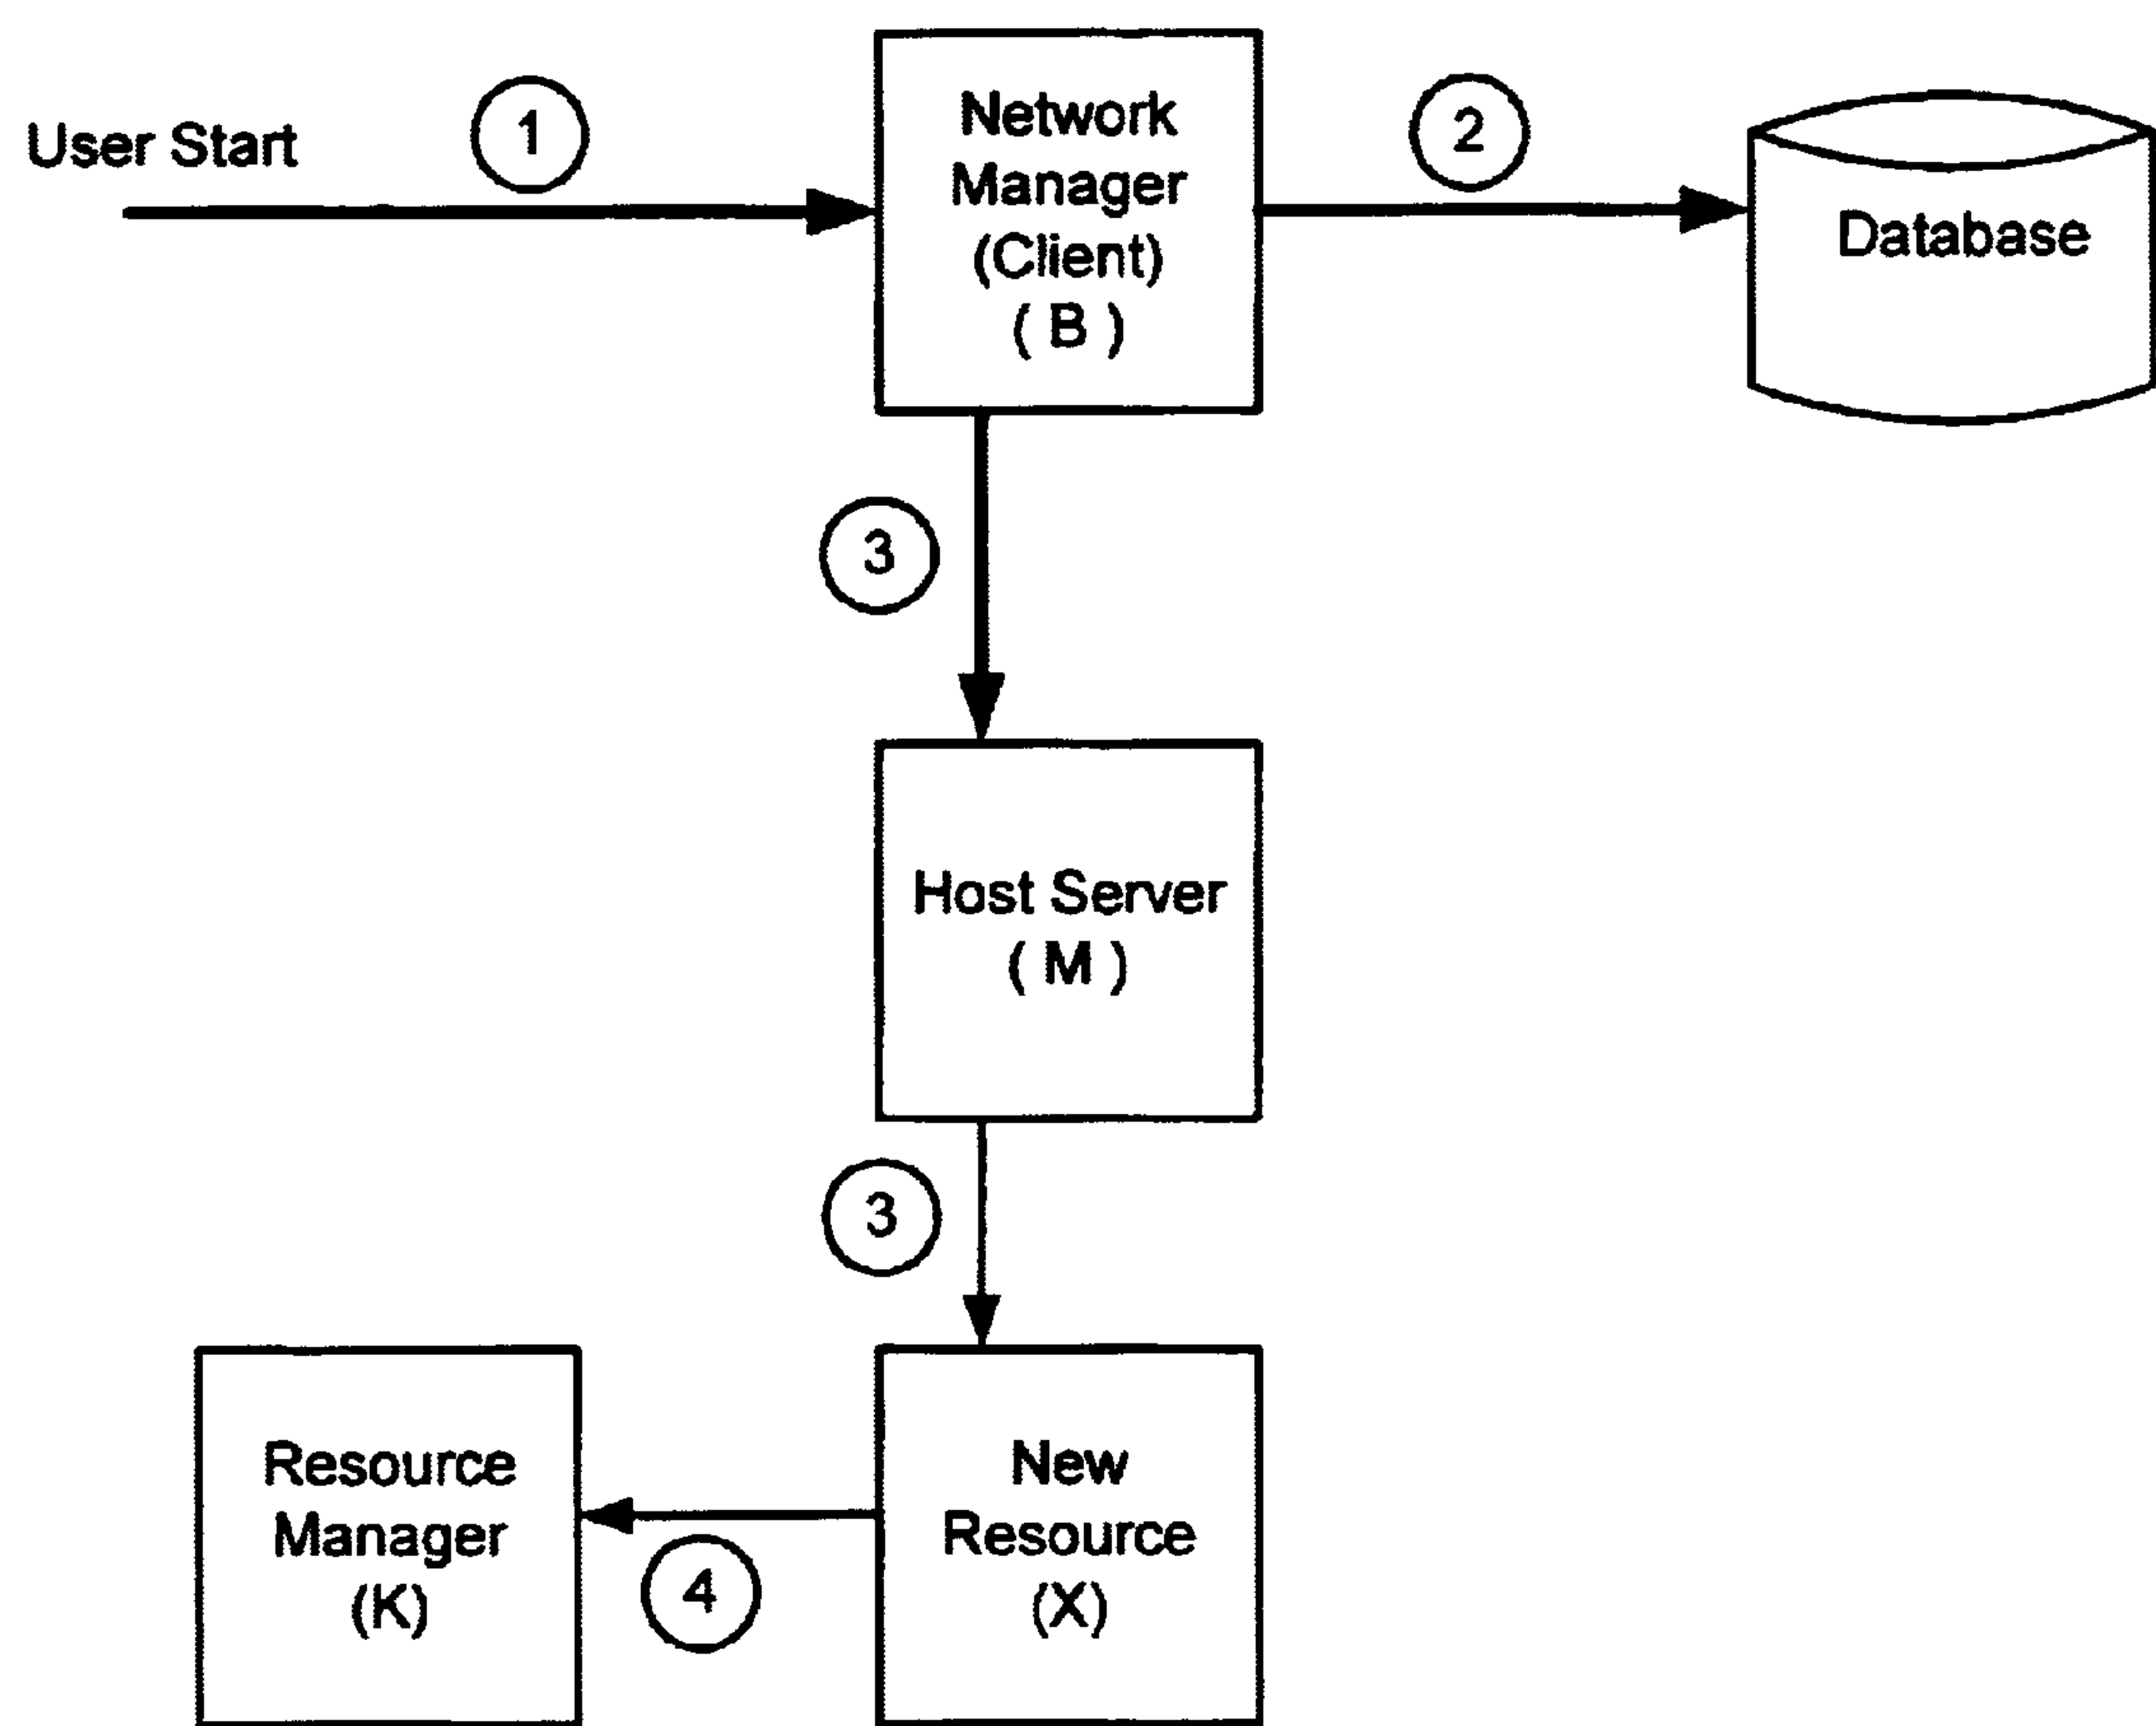 User Start
1
Network
Manager
(Client)
( B )
2
Database
3
Host Server
( M )
3
Resource
Manager
(K)
4
New
Resource
(X)